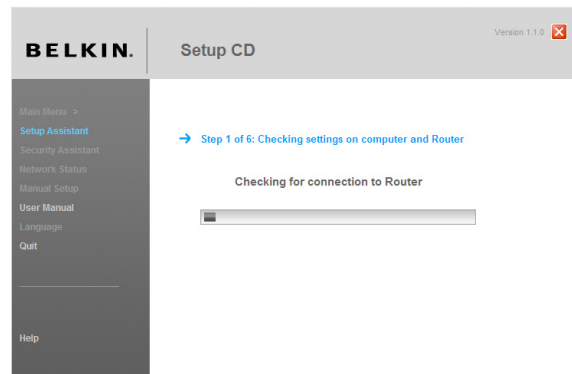 Version 1.1.0
BELKIN.
Setup CD
Main Menu >
Setup Assistant
Security Assistant
Network Status
Manual Setup
User Manual
Language
Quit
Help
Step 1 of 6: Checking settings on computer and Router
Checking for connection to Router